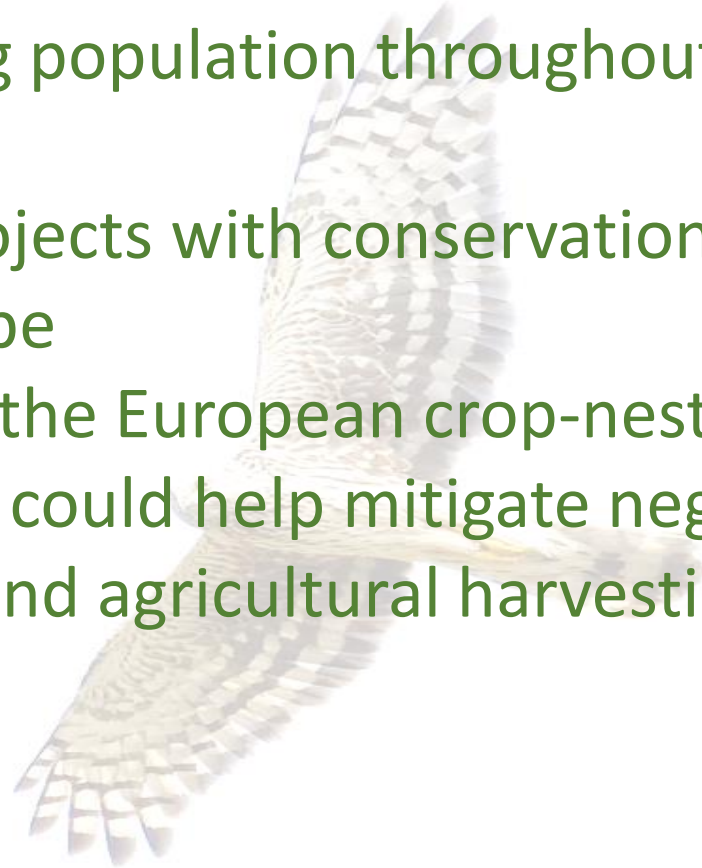 g population throughout
ojects with conservation
pe
the European crop-nest
could help mitigate neg
nd agricultural harvesti